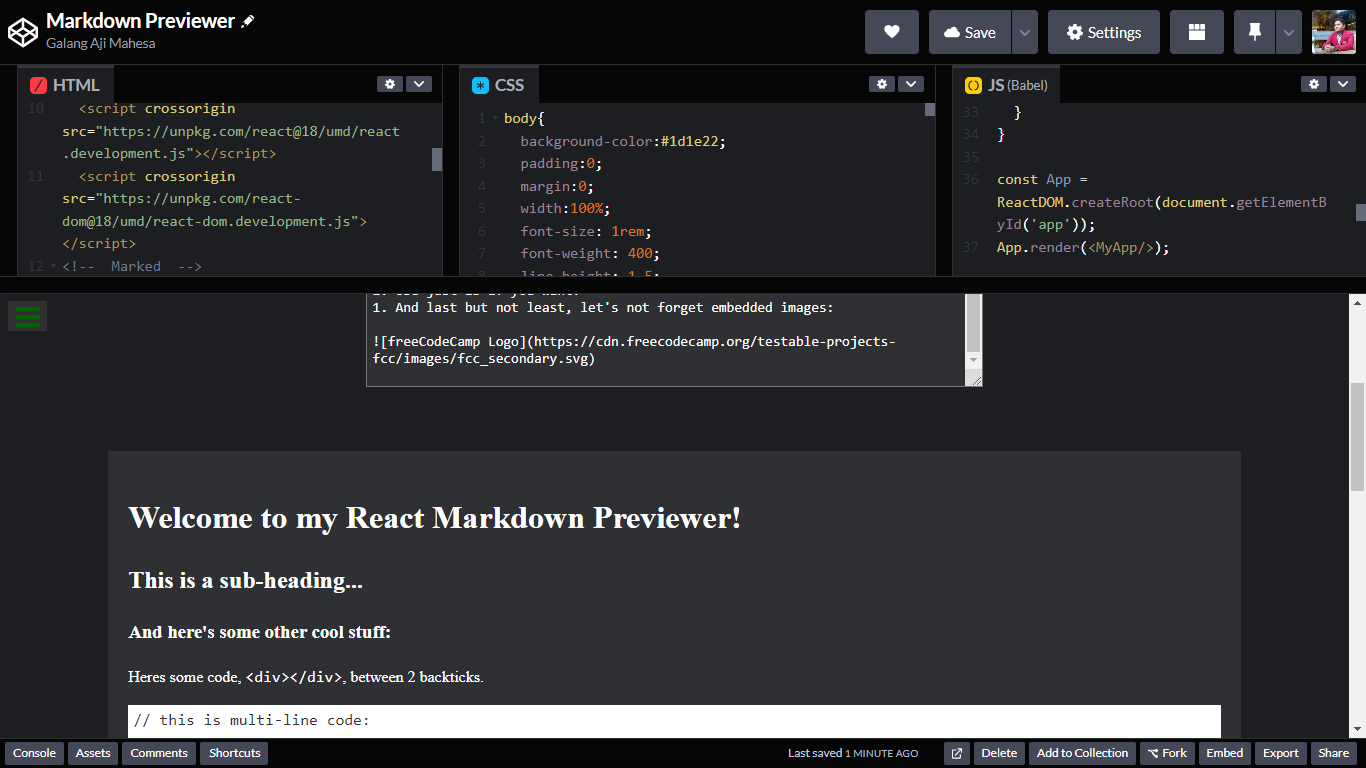 Markdown Previewer
Galang Aji Mahesa
Save
Settings
HTML
10 <script crossorigin
src="https://unpkg.com/react@18/umd/react
.development.js"></script>
11 <script crossorigin
src="https://unpkg.com/react-
dom@18/umd/react-dom.development.js">
</script>
12 <!-- Marked -->
CSS
1 body{
2 background-color:#1d1e22;
3 padding:0;
4 margin:0;
5 width:100%;
6 font-size: 1rem;
7 font-weight: 400;
8 line-height: 1.5;
JS (Babel)
33 }
34 }
35
36 const App =
ReactDOM.createRoot(document.getElementB
yId('app'));
37 App.render(<MyApp/>);
1. And last but not least, let's not forget embedded images:
![freeCodeCamp Logo](https://cdn.freecodecamp.org/testable-projects-
fcc/images/fcc_secondary.svg)
Welcome to my React Markdown Previewer!
This is a sub-heading...
And here's some other cool stuff:
Heres some code, <div></div>, between 2 backticks.
// this is multi-line code:
Console Assets Comments Shortcuts Last saved 1 MINUTE AGO Delete Add to Collection Fork Embed Export Share